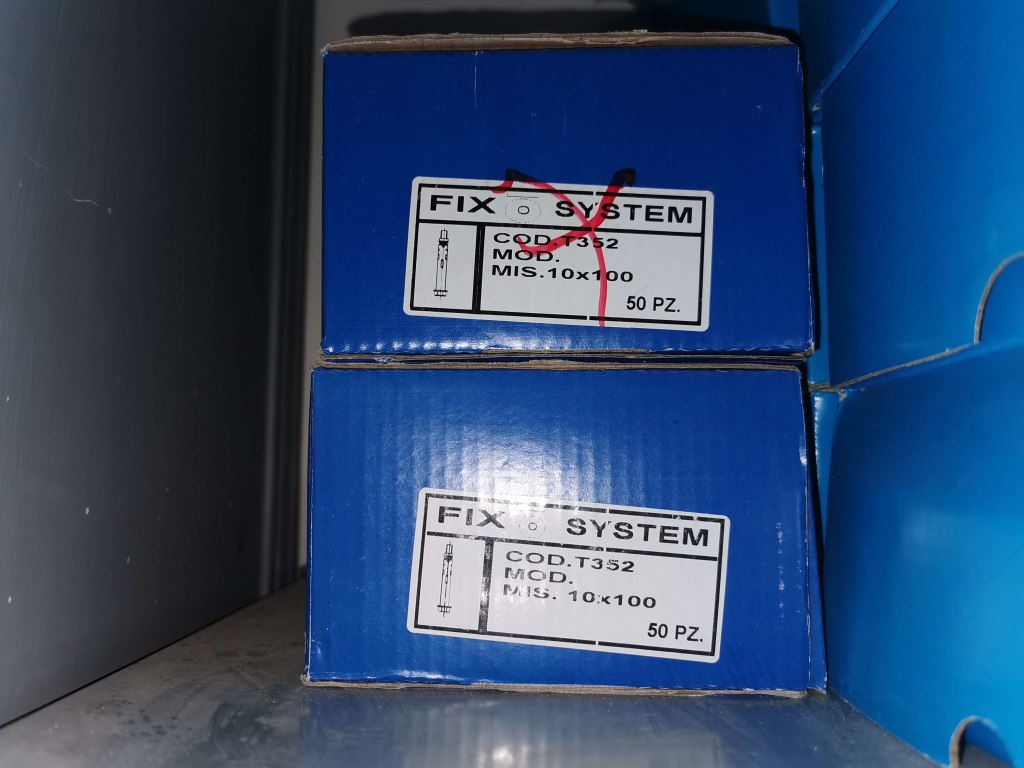 FIX SYSTEM
COD.T352
MOD.
MIS.10x100
50 PZ.
FIX SYSTEM
COD.T352
MOD.
MIS. 10x100
50 PZ.